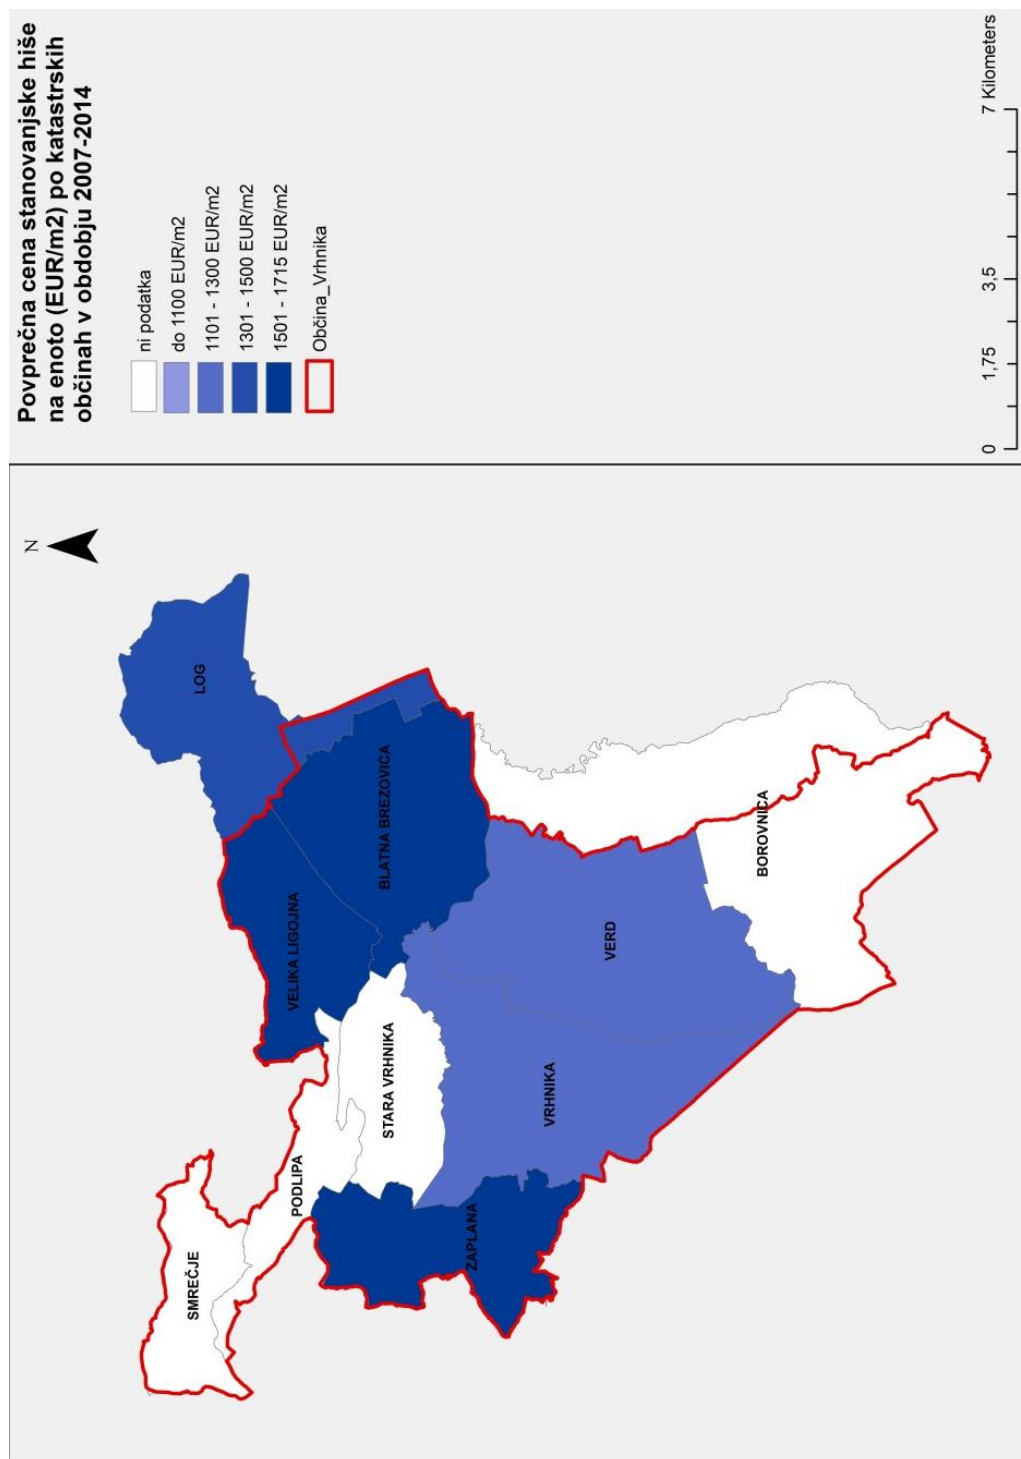 Povprečna cena stanovanjske hiše
na enoto (EUR/m2) po katastrskih
občinah v obdobju 2007-2014
ni podatka
do 1100 EUR/m2
1101 - 1300 EUR/m2
1301 - 1500 EUR/m2
1501 - 1715 EUR/m2
Občina_Vrhnika
0 1,75 3,5 7 Kilometers
N
LOG
SMREČJE
PODLIPA
VELIKA LIGOJNA
BLATNA BREZOVICA
STARA VRHNIKA
ZAPLANA
VRHNIKA
VERD
BOROVNICA